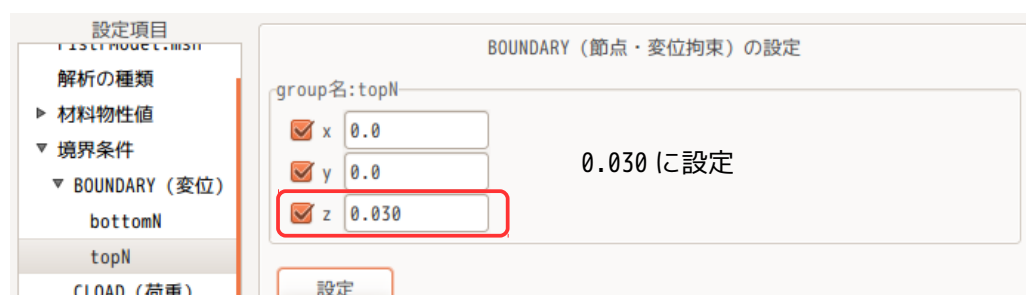 設定項目
FistrModel.msh
解析の種類
材料物性値
境界条件
BOUNDARY (変位)
bottomN
topN
CLOAD (荷重)
BOUNDARY (節点・変位拘束) の設定
group名:topN
x 0.0
y 0.0
z 0.030
0.030 に設定
設定